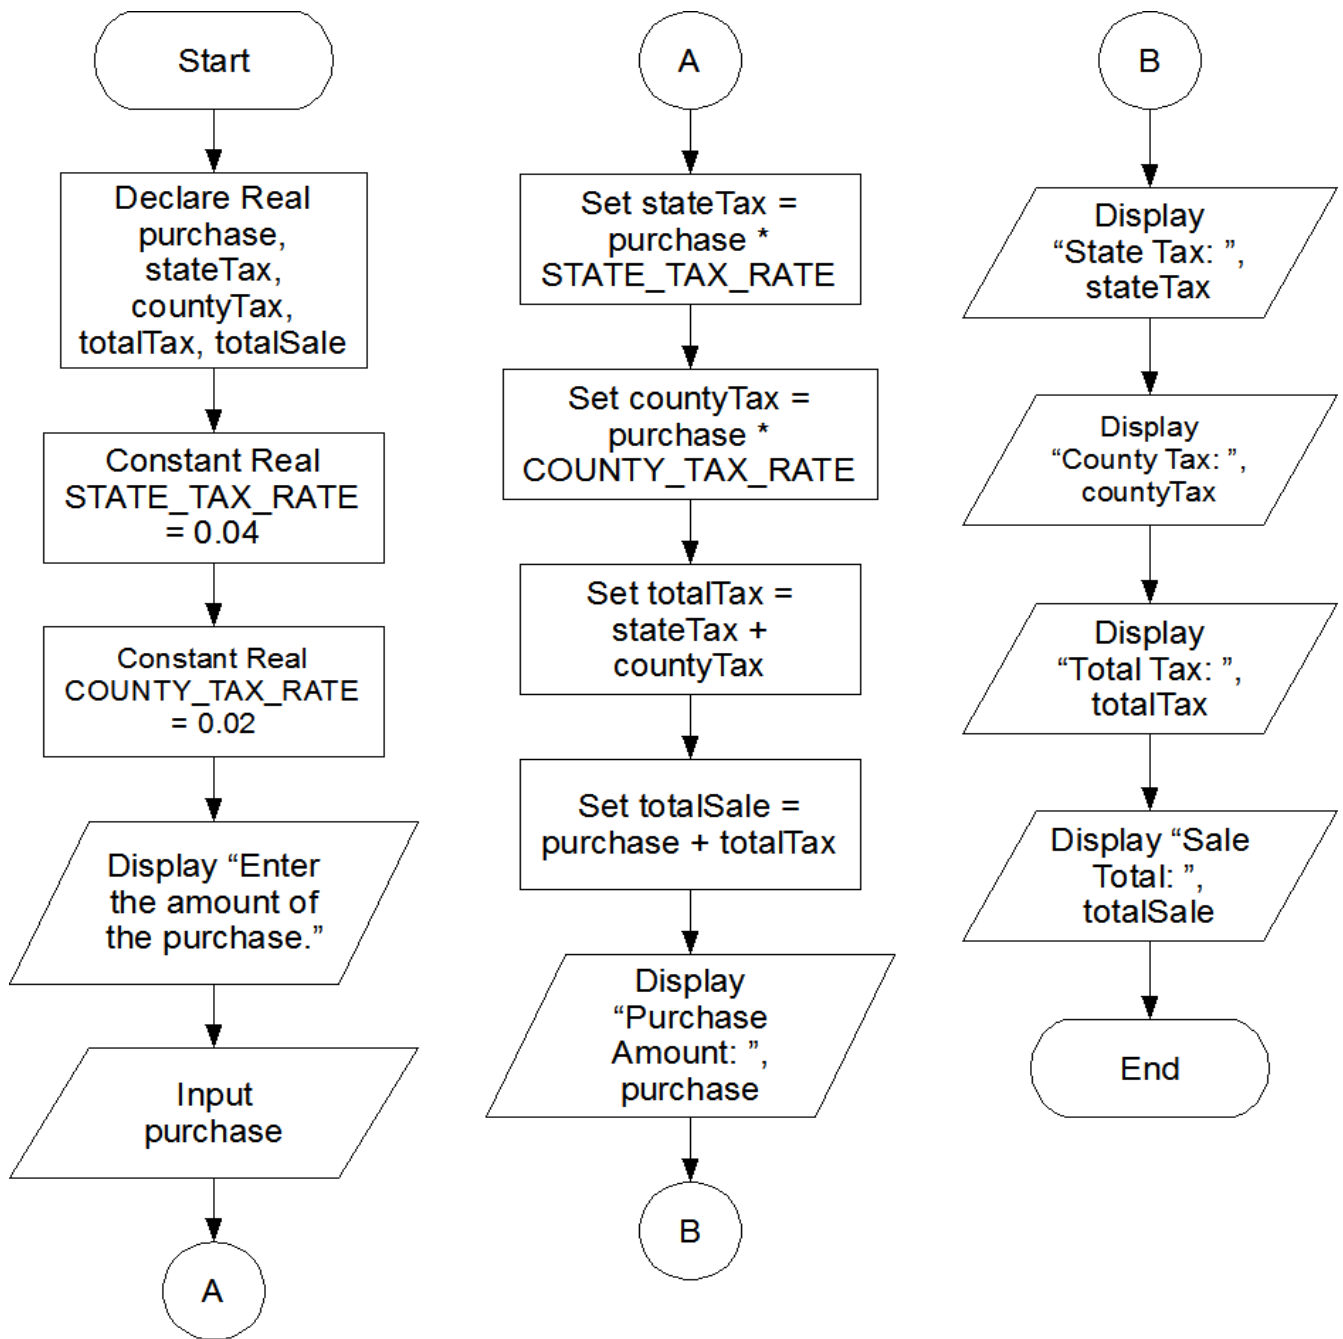 Start
Declare Real
purchase,
stateTax,
countyTax,
totalTax, totalSale
Constant Real
STATE_TAX_RATE
= 0.04
Constant Real
COUNTY_TAX_RATE
= 0.02
Display “Enter
the amount of
the purchase.”
Input
purchase
A
A
Set stateTax =
purchase *
STATE_TAX_RATE
Set countyTax =
purchase *
COUNTY_TAX_RATE
Set totalTax =
stateTax +
countyTax
Set totalSale =
purchase + totalTax
Display
“Purchase
Amount: ”,
purchase
B
B
Display
“State Tax: ”,
stateTax
Display
“County Tax: ”,
countyTax
Display
“Total Tax: ”,
totalTax
Display “Sale
Total: ”,
totalSale
End